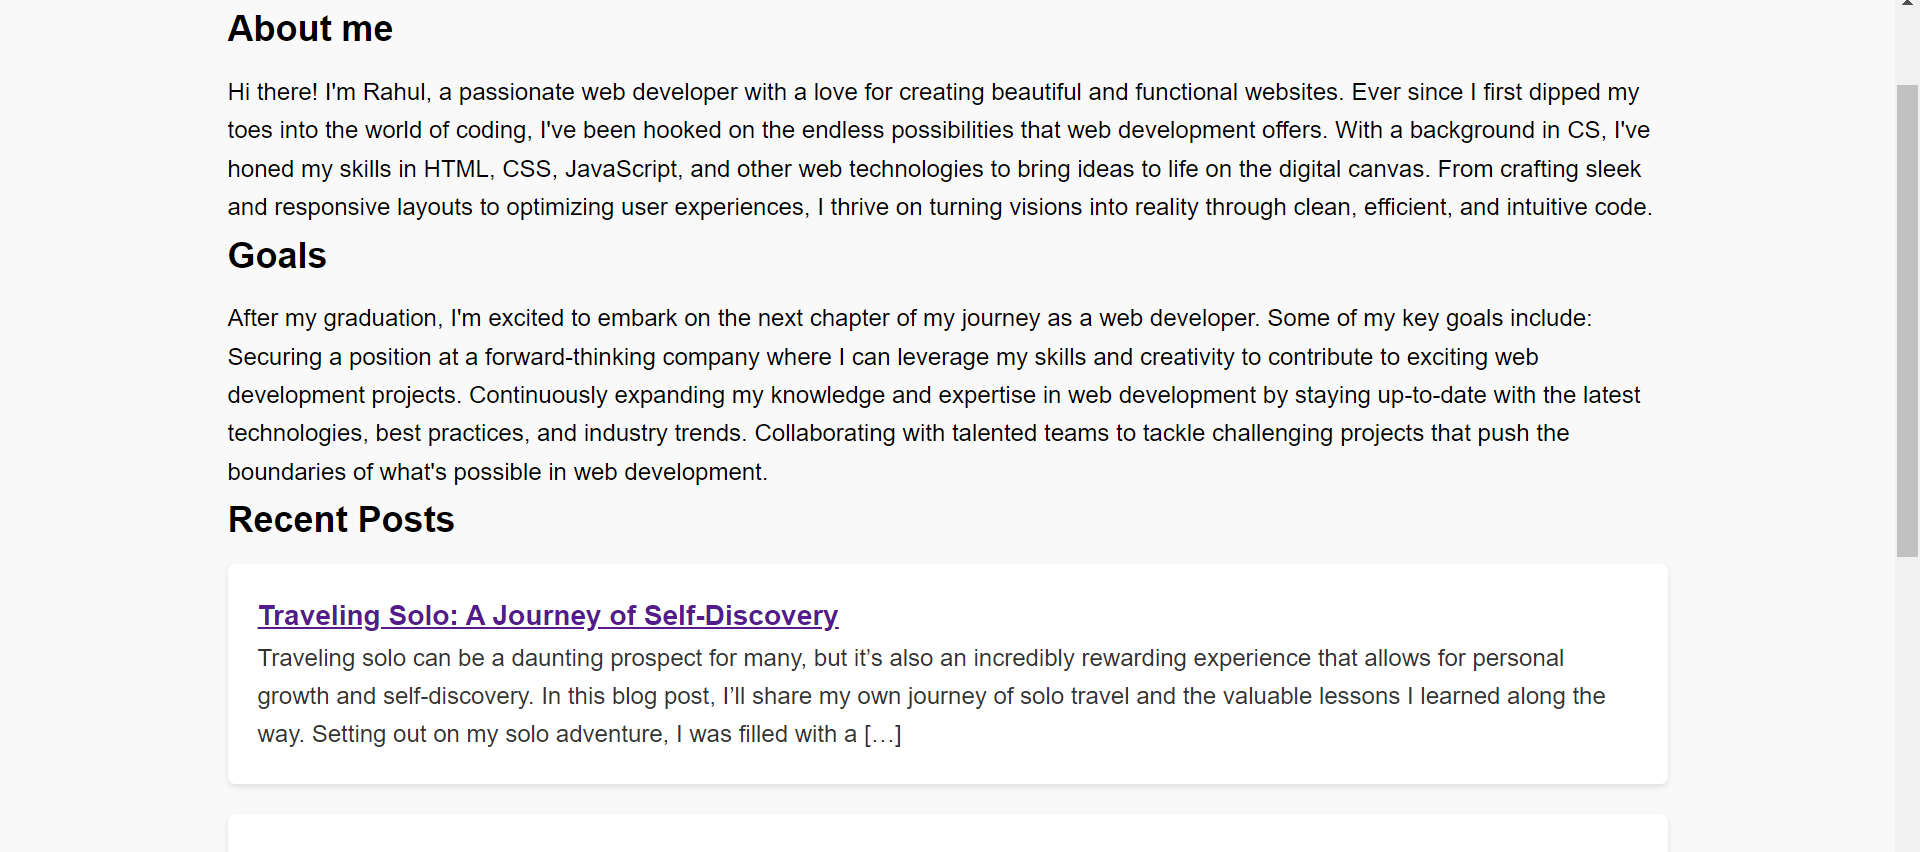 About me
Hi there! I'm Rahul, a passionate web developer with a love for creating beautiful and functional websites. Ever since I first dipped my
toes into the world of coding, I've been hooked on the endless possibilities that web development offers. With a background in CS, I've
honed my skills in HTML, CSS, JavaScript, and other web technologies to bring ideas to life on the digital canvas. From crafting sleek
and responsive layouts to optimizing user experiences, I thrive on turning visions into reality through clean, efficient, and intuitive code.
Goals
After my graduation, I'm excited to embark on the next chapter of my journey as a web developer. Some of my key goals include:
Securing a position at a forward-thinking company where I can leverage my skills and creativity to contribute to exciting web
development projects. Continuously expanding my knowledge and expertise in web development by staying up-to-date with the latest
technologies, best practices, and industry trends. Collaborating with talented teams to tackle challenging projects that push the
boundaries of what's possible in web development.
Recent Posts
Traveling Solo: A Journey of Self-Discovery
Traveling solo can be a daunting prospect for many, but it’s also an incredibly rewarding experience that allows for personal
growth and self-discovery. In this blog post, I’ll share my own journey of solo travel and the valuable lessons I learned along the
way. Setting out on my solo adventure, I was filled with a […]